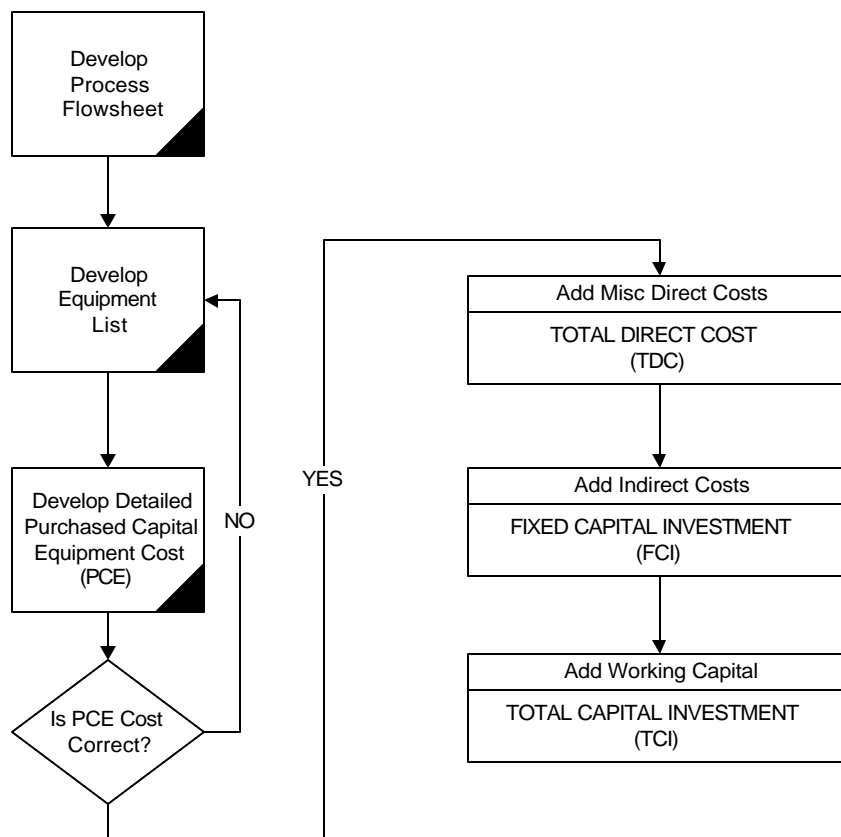 Develop
Process
Flowsheet
Develop
Equipment
List
Develop Detailed
Purchased Capital
Equipment Cost
(PCE)
NO
Is PCE Cost
Correct?
YES
Add Misc Direct Costs
TOTAL DIRECT COST
(TDC)
Add Indirect Costs
FIXED CAPITAL INVESTMENT
(FCI)
Add Working Capital
TOTAL CAPITAL INVESTMENT
(TCI)